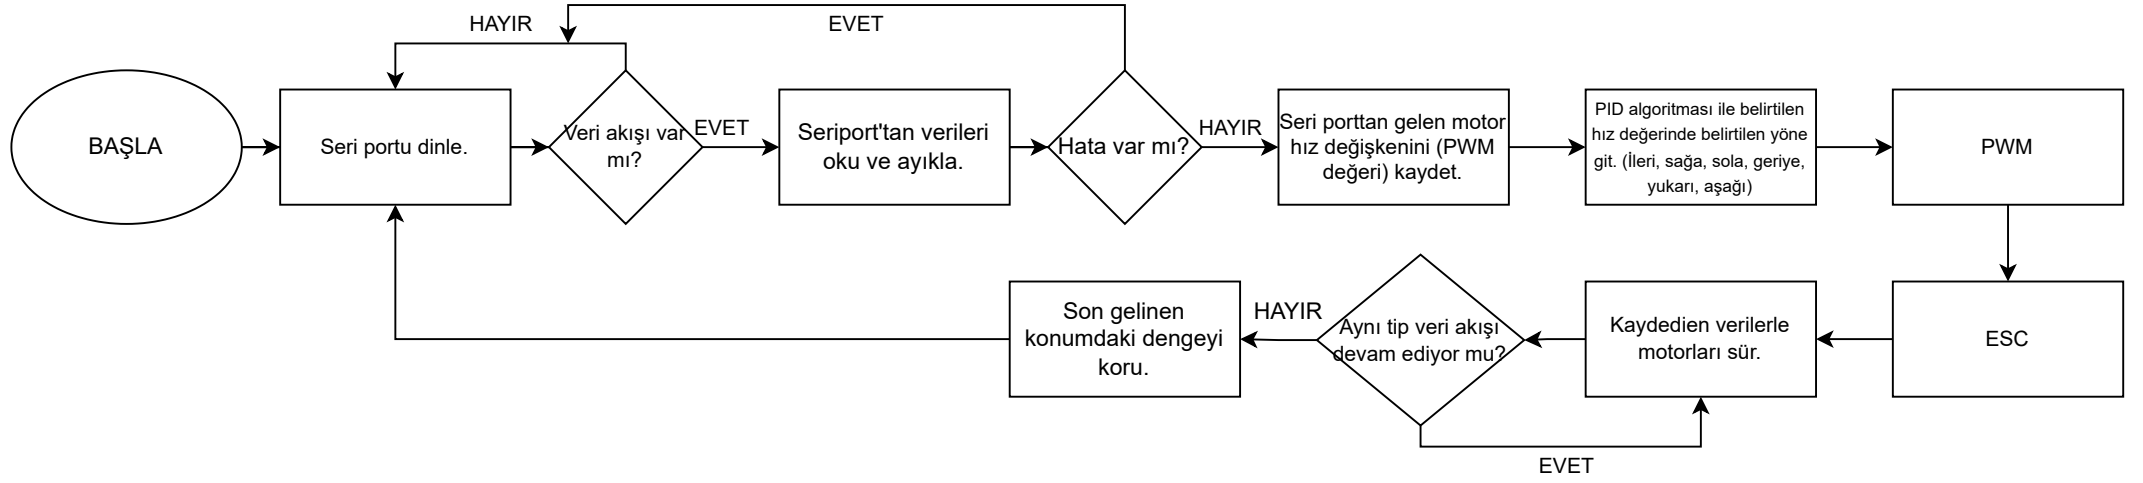 HAYIR
EVET
BAŞLA
Seri portu dinle.
Veri akışı var
mı?
EVET
Seriport'tan verileri
oku ve ayıkla.
Hata var mı?
HAYIR
Seri porttan gelen motor
hız değişkenini (PWM
değeri) kaydet.
PID algoritması ile belirtilen
hız değerinde belirtilen yöne
git. (İleri, sağa, sola, geriye,
yukarı, aşağı)
PWM
ESC
Kaydedien verilerle
motorları sür.
Aynı tip veri akışı
devam ediyor mu?
HAYIR
Son gelinen
konumdaki dengeyi
koru.
EVET